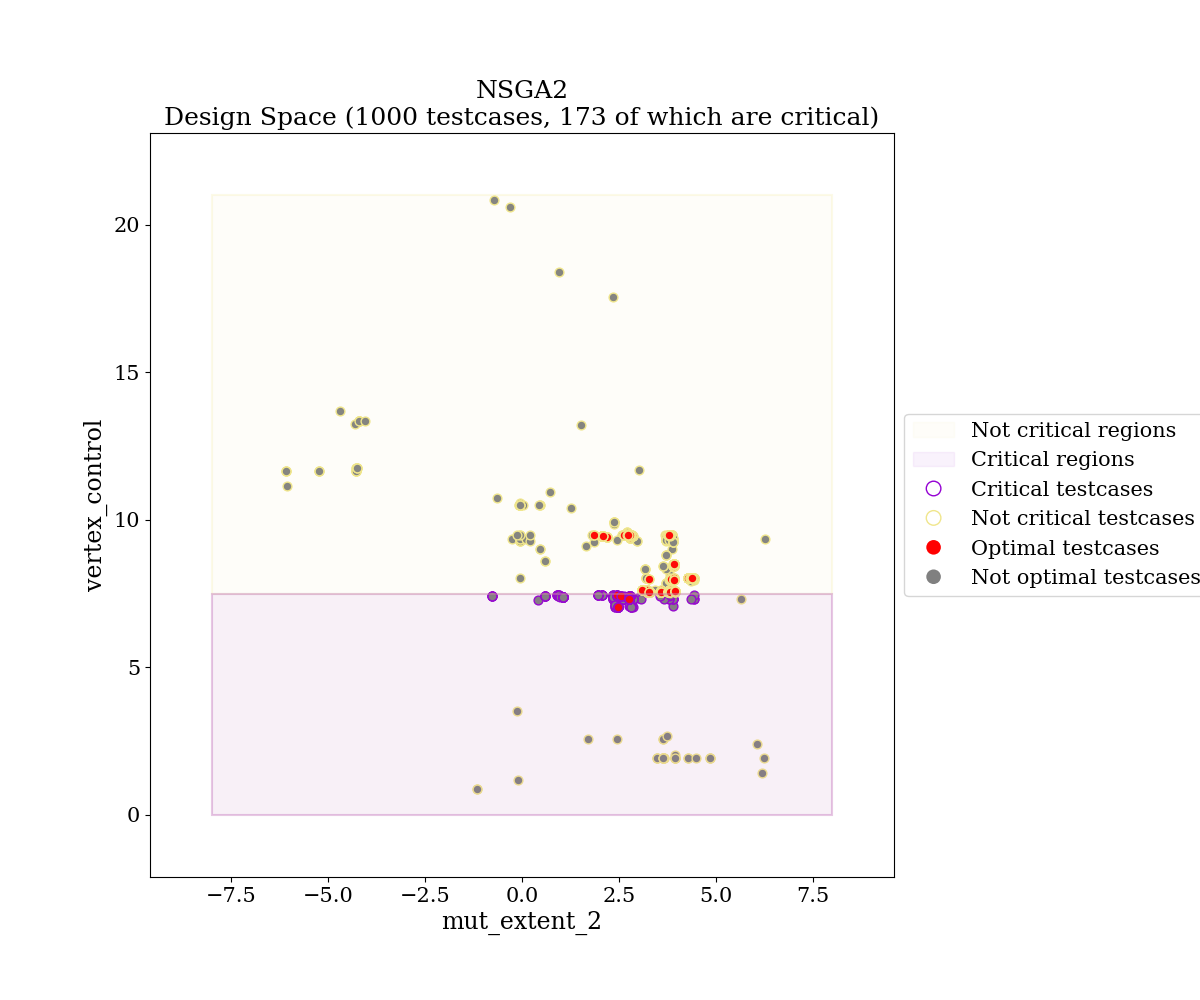 NSGA2
Design Space (1000 testcases, 173 of which are critical)
20
15
10
5
0
vertex_control
−7.5
−5.0
−2.5
0.0
2.5
5.0
7.5
mut_extent_2
Not critical regions
Critical regions
Critical testcases
Not critical testcases
Optimal testcases
Not optimal testcases